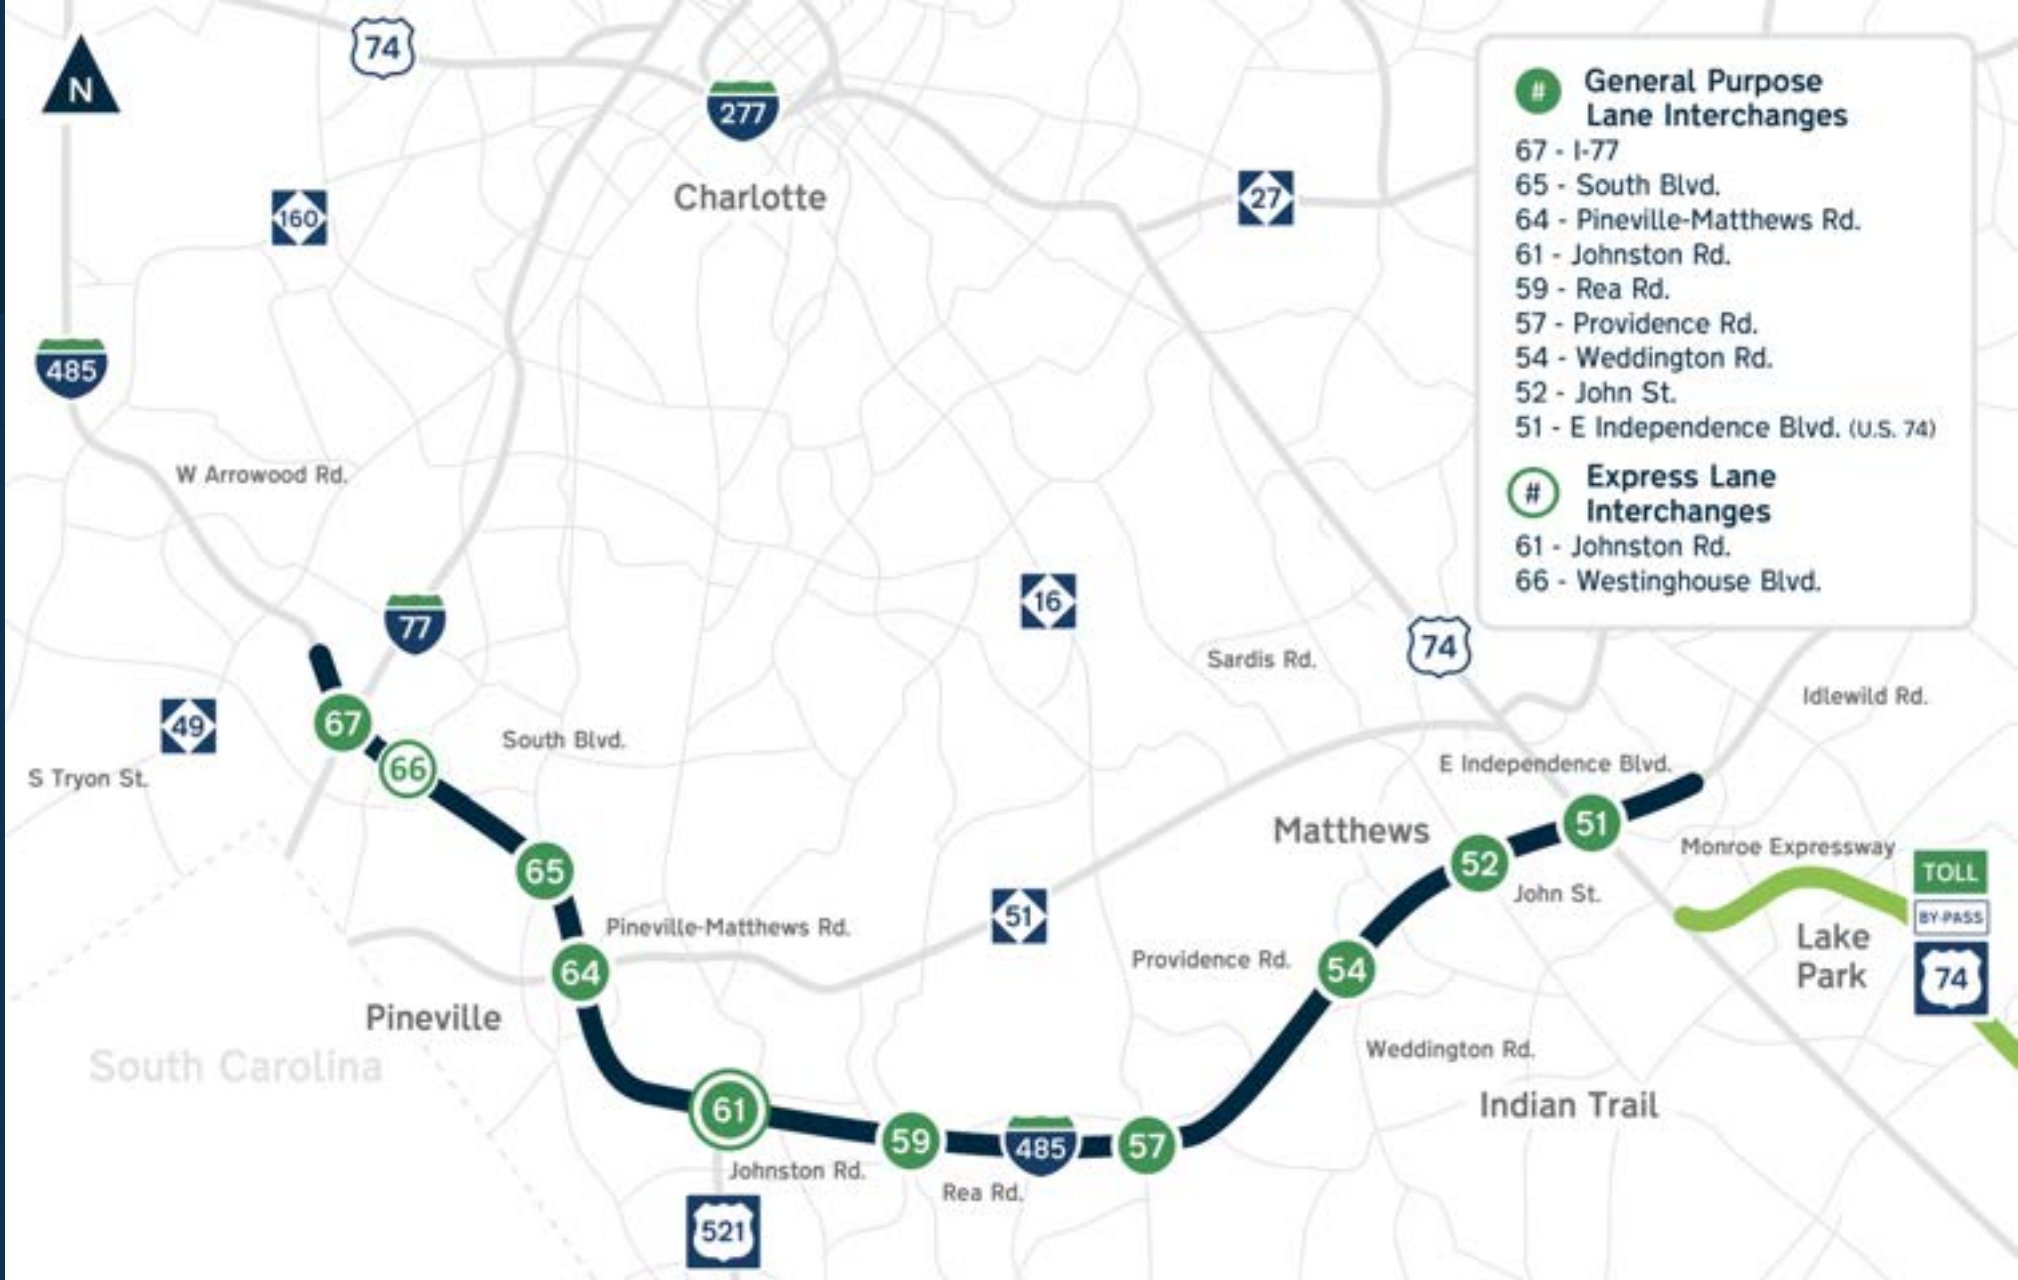 N
74
277
Charlotte
160
27
485
W Arrowood Rd.
77
16
Sardis Rd.
74
Idlewild Rd.
49
67
66
South Blvd.
S Tryon St.
E Independence Blvd.
Matthews
51
52
Monroe Expressway
John St.
TOLL
BY-PASS
74
Lake
Park
65
Pineville-Matthews Rd.
51
64
Providence Rd.
54
Pineville
South Carolina
Weddington Rd.
Indian Trail
61
59
485
57
Johnston Rd.
Rea Rd.
521
# General Purpose
Lane Interchanges
67 - I-77
65 - South Blvd.
64 - Pineville-Matthews Rd.
61 - Johnston Rd.
59 - Rea Rd.
57 - Providence Rd.
54 - Weddington Rd.
52 - John St.
51 - E Independence Blvd. (U.S. 74)
# Express Lane
Interchanges
61 - Johnston Rd.
66 - Westinghouse Blvd.